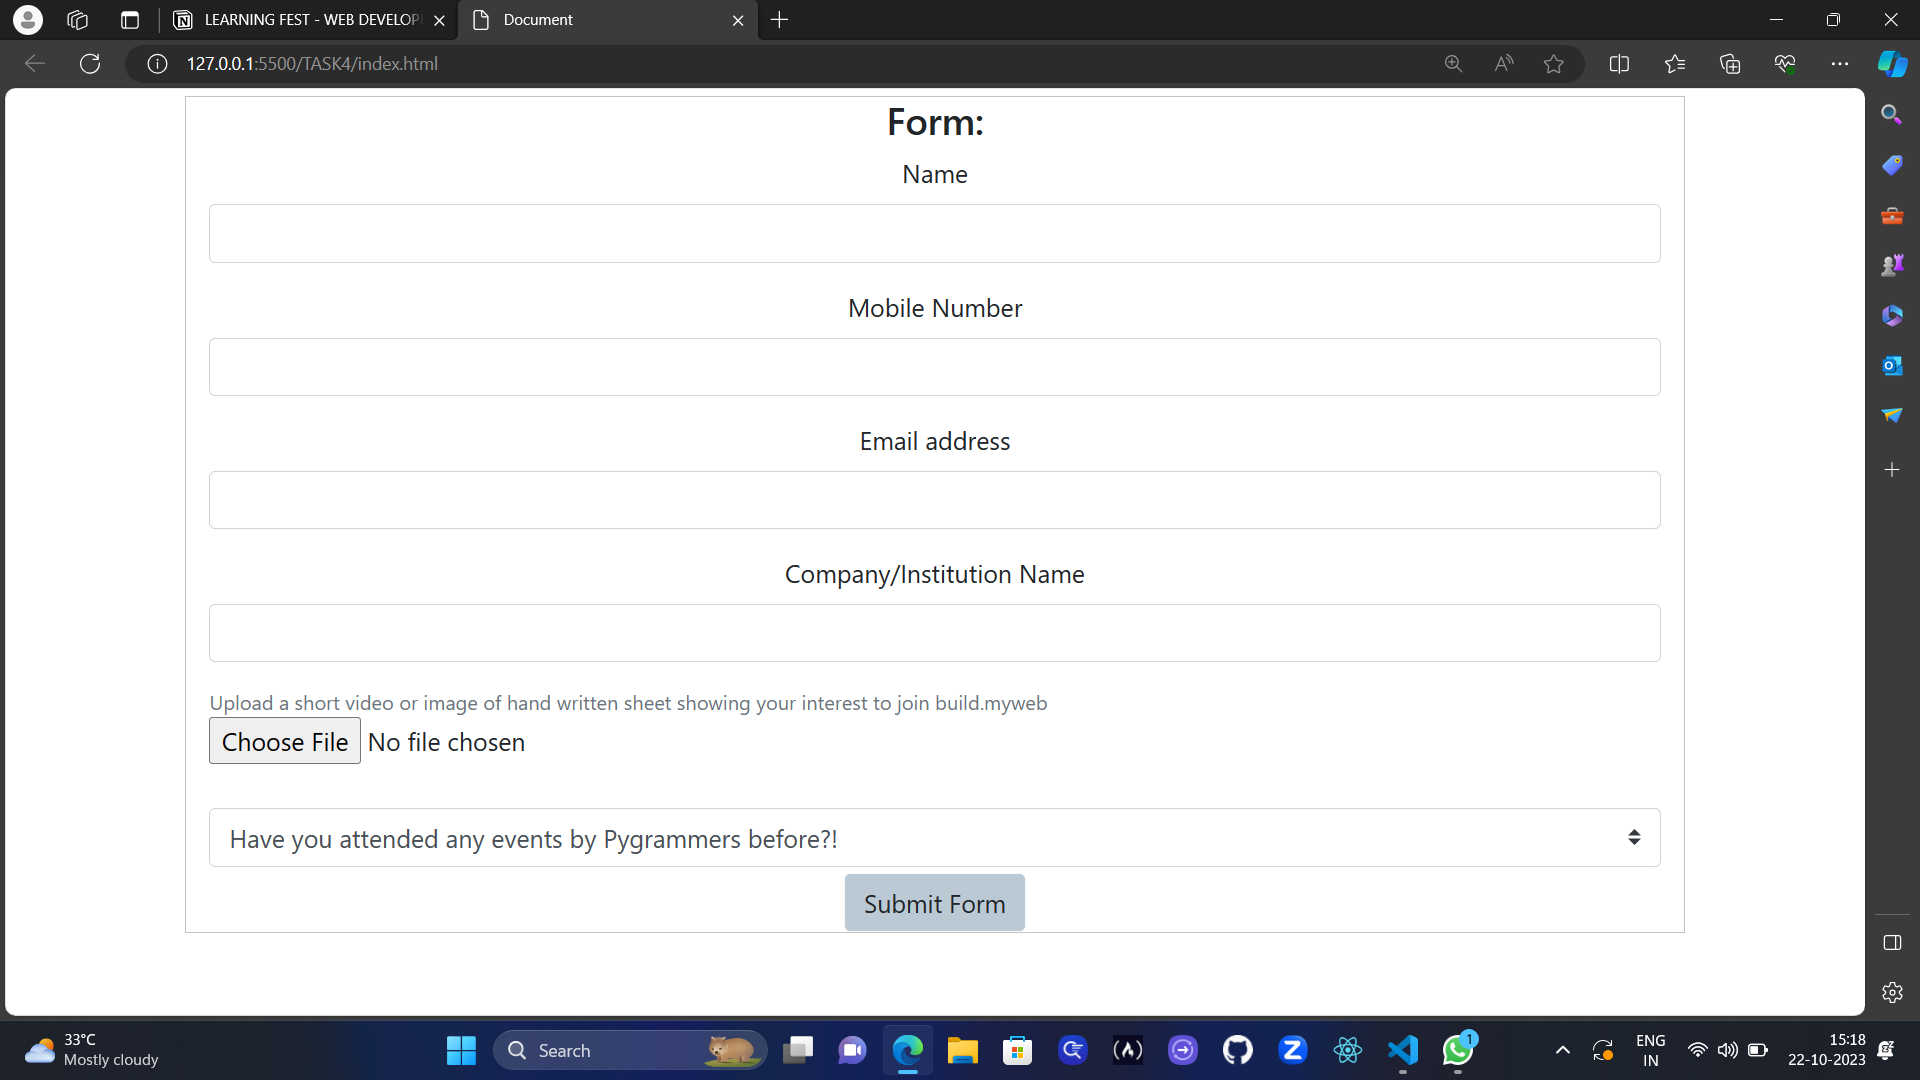 LEARNING FEST - WEB DEVELOP
Document
127.0.0.1:5500/TASK4/index.html
Form:
Name
Mobile Number
Email address
Company/Institution Name
Upload a short video or image of hand written sheet showing your interest to join build.myweb
Choose File No file chosen
Have you attended any events by Pygrammers before?!
Submit Form
33°C
Mostly cloudy
Search
1
ENG
IN
15:18
22-10-2023